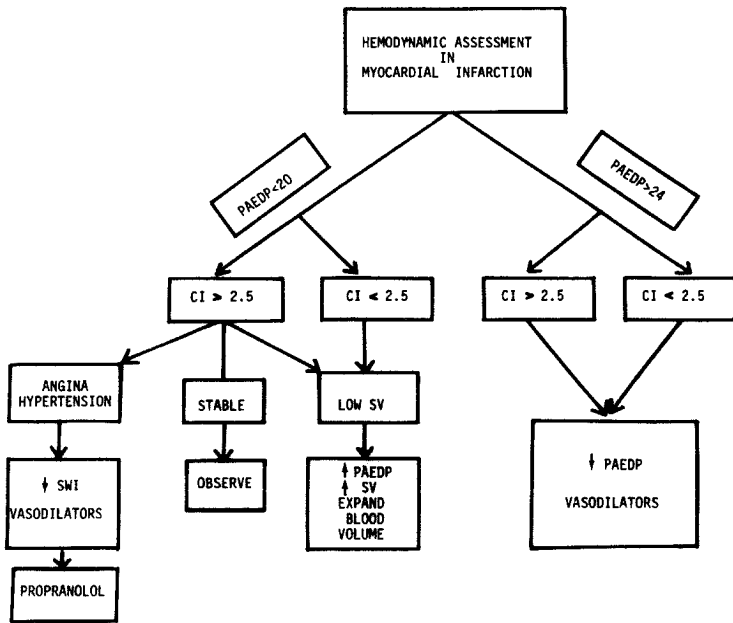 HEMODYNAMIC ASSESSMENT
IN
MYOCARDIAL INFARCTION
PAEDP<20
PAEDP>24
CI > 2.5
CI < 2.5
CI > 2.5
CI < 2.5
ANGINA
HYPERTENSION
STABLE
LOW SV
↓ SWI
VASODILATORS
OBSERVE
↑ PAEDP
↑ SV
EXPAND
BLOOD
VOLUME
↓ PAEDP
VASODILATORS
PROPRANOLOL